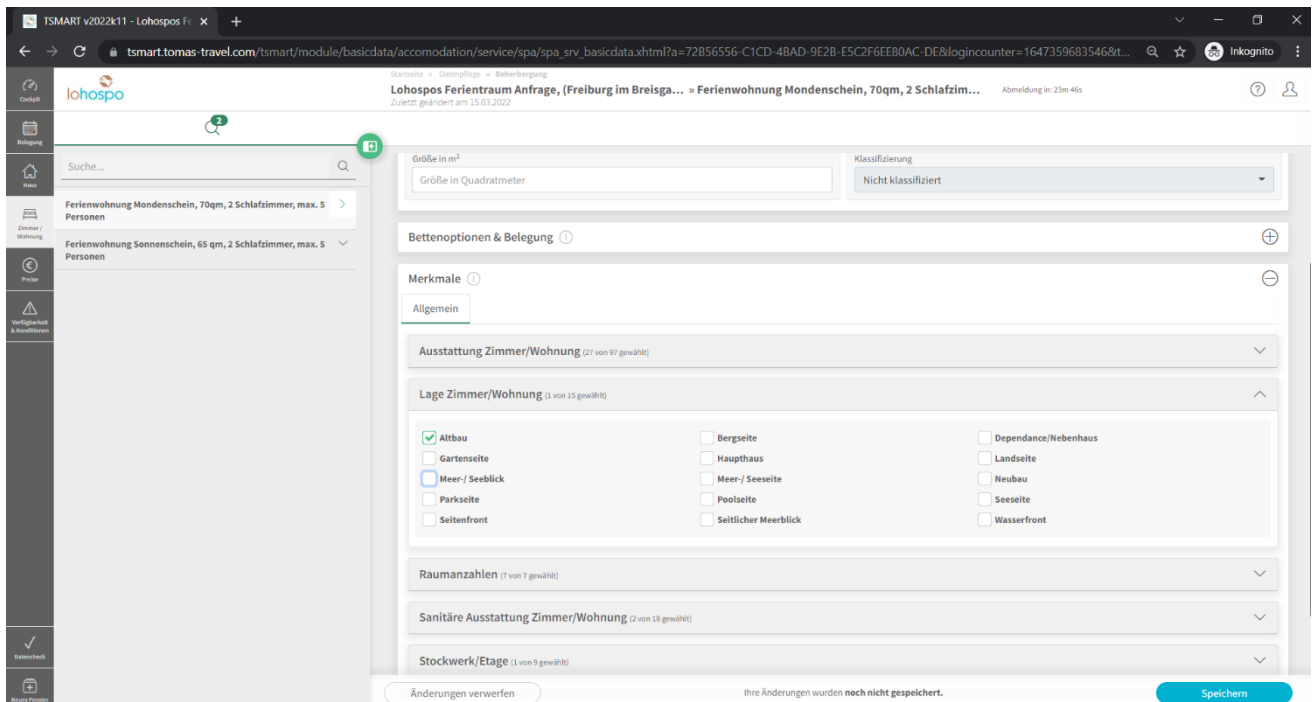 TSMART v2022k11 - Lohospos Fe
tsmart.tomas-travel.com/tsmart/module/basicdata/accomodation/service/spa/spa_srv_basicdata.xhtml?a=72B56556-C1CD-4BAD-9E2B-E5C2F6EE80AC-DE&logincounter=1647359683546&t...
Inkognito
Cockpit
Belegung
Haus
Zimmer / Wohnung
Preise
Verfügbarkeit & Konditionen
Datencheck
Neues Fenster
lohospo
2
Suche...
Ferienwohnung Mondenschein, 70qm, 2 Schlafzimmer, max. 5
Personen
Ferienwohnung Sonnenschein, 65 qm, 2 Schlafzimmer, max. 5
Personen
Startseite » Datenpflege » Beherbergung
Lohospos Ferientraum Anfrage, (Freiburg im Breisga... » Ferienwohnung Mondenschein, 70qm, 2 Schlafzim...
Abmeldung in: 23m 46s
Zuletzt geändert am 15.03.2022
Größe in m²
Klassifizierung
Größe in Quadratmeter
Nicht klassifiziert
Bettenoptionen & Belegung
Merkmale
Allgemein
Ausstattung Zimmer/Wohnung (27 von 97 gewählt)
Lage Zimmer/Wohnung (1 von 15 gewählt)
Altbau Bergseite Dependance/Nebenhaus
Gartenseite Haupthaus Landseite
Meer-/ Seeblick Meer-/ Seeseite Neubau
Parkseite Poolseite Seeseite
Seitenfront Seitlicher Meerblick Wasserfront
Raumanzahlen (7 von 7 gewählt)
Sanitäre Ausstattung Zimmer/Wohnung (2 von 18 gewählt)
Stockwerk/Etage (1 von 9 gewählt)
Änderungen verwerfen
Ihre Änderungen wurden noch nicht gespeichert.
Speichern